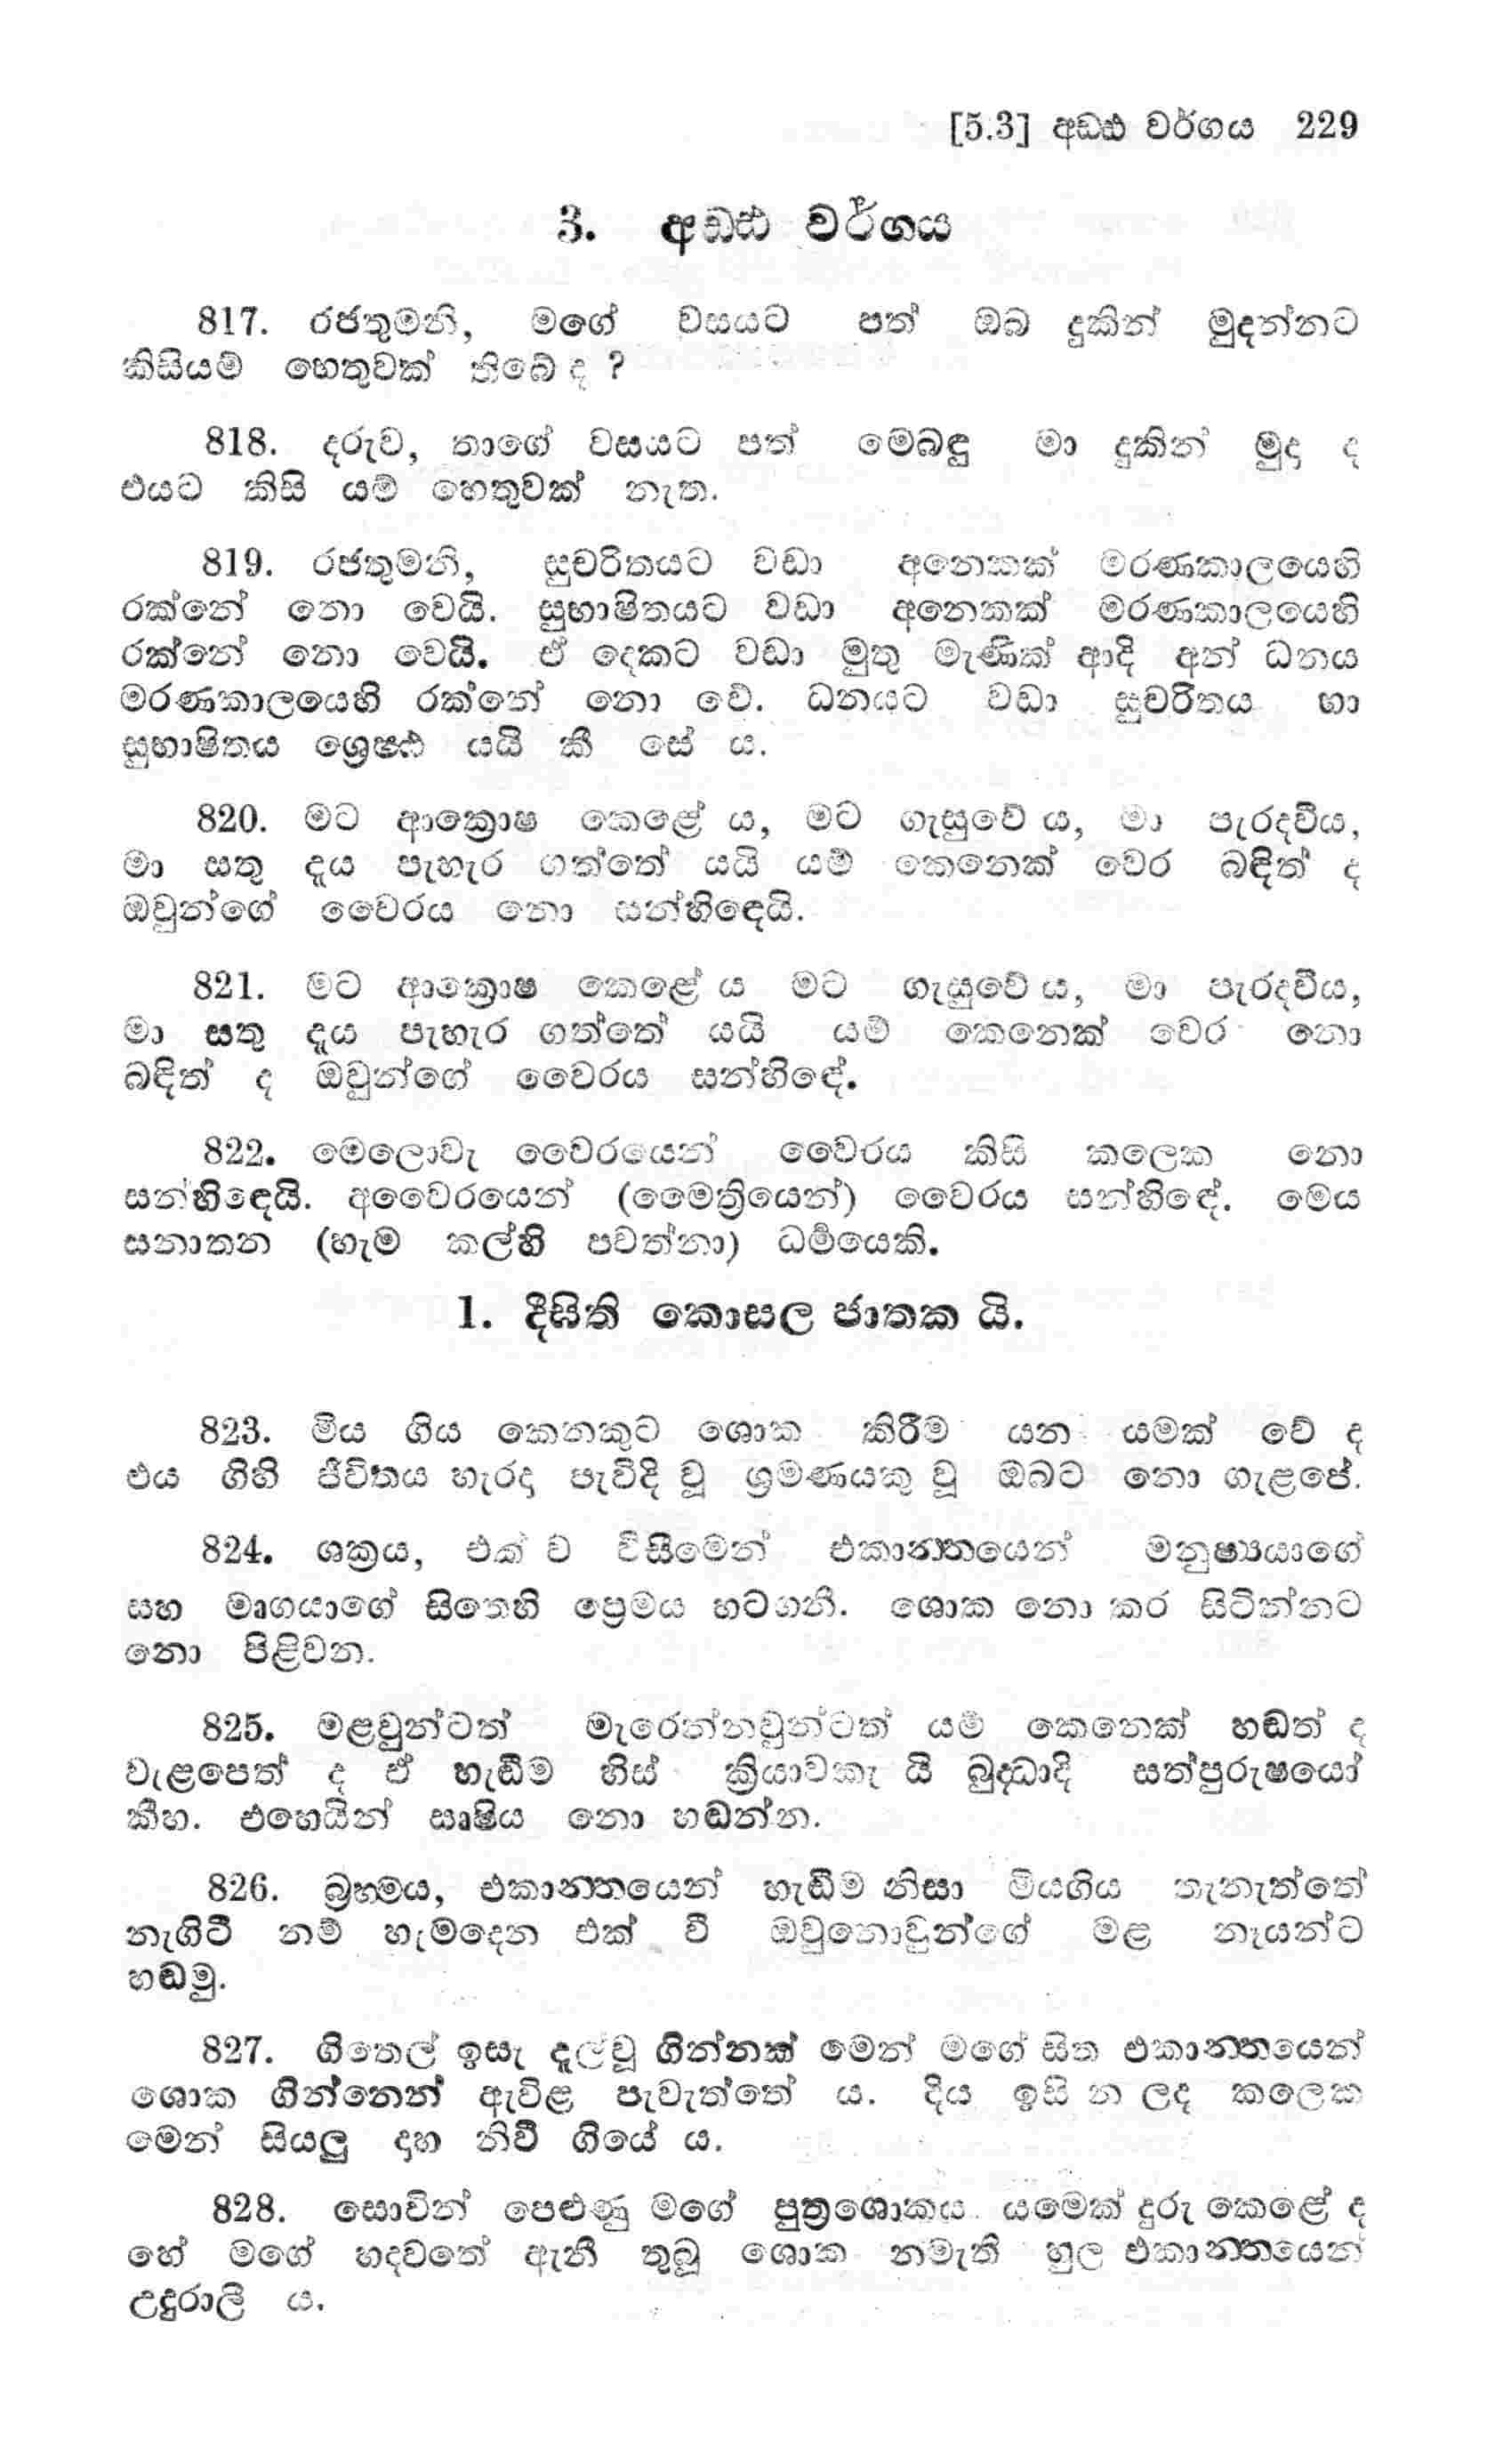 [5.3] අඩ්ඪ වර්ගය 229
3. අඩ්ඪ වර්ගය
817. රජතුමනි, මගේ වසයට පත් ඔබ දුකින් මුදන්නට
කිසියම් හෙතුවක් තිබේ ද ?
818. දරුව, තාගේ වසයට පත් මෙබඳු මා දුකින් මුද ද
එයට කිසි යම් හෙතුවක් නැත.
819. රජතුමනි, සුචරිතයට වඩා අනෙකක් මරණකාලයෙහි
රක්නේ නො වෙයි. සුභාෂිතයට වඩා අනෙකක් මරණකාලයෙහි
රක්නේ නො වෙයි. ඒ දෙකට වඩා මුතු මැණික් ආදි අන් ධනය
මරණකාලයෙහි රක්නේ නො වේ. ධනයට වඩා සුචරිතය හා
සුභාෂිතය ශ්‍රෙෂ්ඨ යයි කී සේ ය.
820. මට ආක්‍රොෂ කෙළේ ය, මට ගැසුවේ ය, මා පැරදවීය,
මා සතු දැය පැහැර ගත්තේ යයි යම් කෙනෙක් වෙර බඳිත් ද
ඔවුන්ගේ වෛරය නො සන්හිඳෙයි.
821. මට ආක්‍රොෂ කෙළේ ය මට ගැසුවේ ය, මා පැරදවීය,
මා සතු දැය පැහැර ගත්තේ යයි යම් කෙනෙක් වෙර නො
බඳිත් ද ඔවුන්ගේ වෛරය සන්හිඳේ.
822. මෙලොවැ වෛරයෙන් වෛරය කිසි කලෙක නො
සන්හිඳෙයි. අවෛරයෙන් (මෛත්‍රියෙන්) වෛරය සන්හිඳේ. මෙය
සනාතන (හැම කල්හි පවත්නා) ධර්‍මයෙකි.
1. දීඝිති කොසල ජාතක යි.
823. මිය ගිය කෙනකුට ශොක කිරීම යන යමක් වේ ද
එය ගිහි ජීවිතය හැරදා පැවිදි වූ ශ්‍රමණයකු වූ ඔබට නො ගැළපේ.
824. ශක්‍රය, එක් ව විසීමෙන් එකාන්තයෙන් මනුෂ්‍යයාගේ
සහ මෘගයාගේ සිතෙහි ප්‍රෙමය හටගනී. ශොක නො කර සිටින්නට
නො පිළිවන.
825. මළවුන්ටත් මැරෙන්නවුන්ටත් යම් කෙනෙක් හඬත් ද
වැළපෙත් ද ඒ හැඬීම හිස් ක්‍රියාවකැ යි බුද්ධාදි සත්පුරුෂයෝ
කීහ. එහෙයින් ඍෂිය නො හඬන්න.
826. බ්‍රහ්මය, එකාන්තයෙන් හැඬීම නිසා මියගිය තැනැත්තේ
නැගිටී නම් හැමදෙන එක් වී ඔවුනොවුන්ගේ මළ නෑයන්ට
හඬමු.
827. ගිතෙල් ඉසැ දැල්වූ ගින්නක් මෙන් මගේ සිත එකාන්තයෙන්
ශොක ගින්නෙන් ඇවිළ පැවැත්තේ ය. දිය ඉසි න ලද කලෙක
මෙන් සියලු දාහ නිවී ගියේ ය.
828. සොවින් පෙළුණු මගේ පුත්‍රශොකය යමෙක් දුරු කෙළේ ද
හේ මගේ හදවතේ ඇනී තුබූ ශොක නමැති හුල එකාන්තයෙන්
උදුරාලී ය.